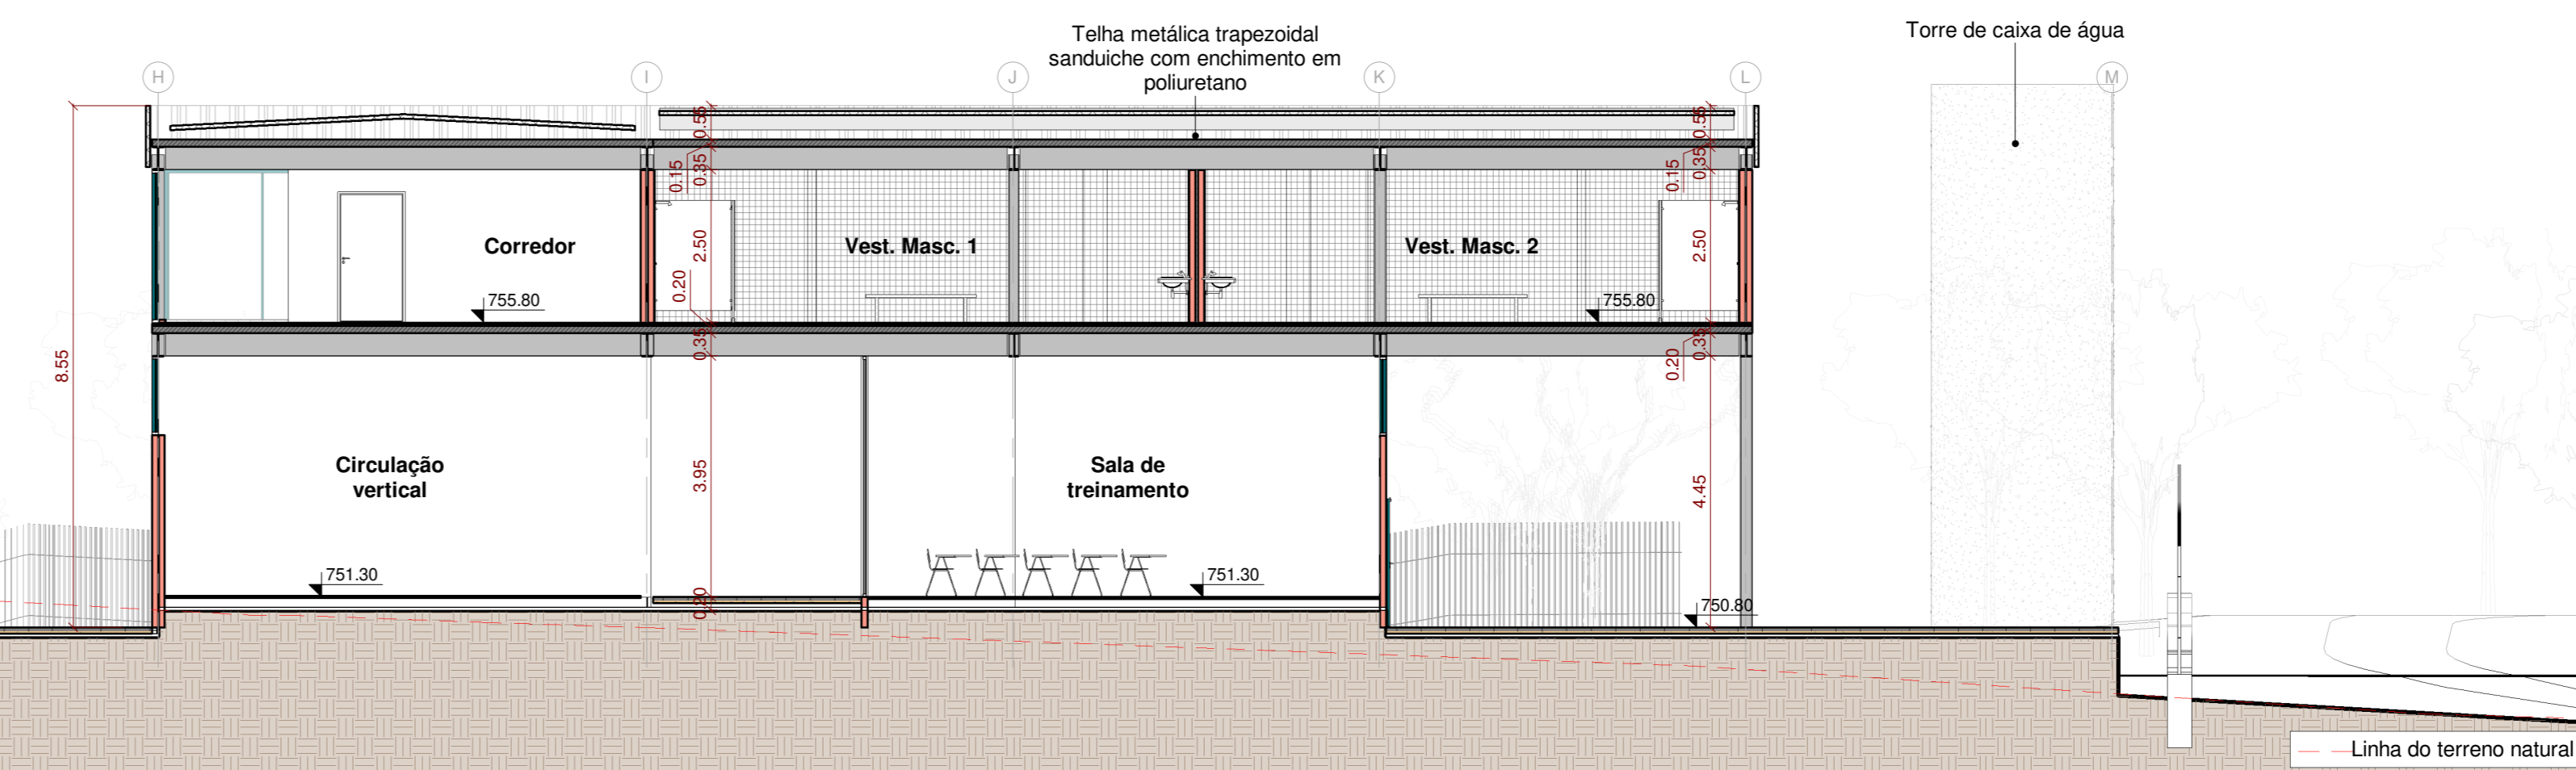 Telha metálica trapezoidal
sanduiche com enchimento em
poliuretano
Torre de caixa de água
H
I
J
K
L
M
0.55
0.55
0.15
0.35
0.15
0.35
Corredor
2.50
Vest. Masc. 1
Vest. Masc. 2
2.50
0.20
755.80
755.80
0.35
0.35
0.20
8.55
Circulação
vertical
3.95
Sala de
treinamento
4.45
751.30
751.30
0.20
750.80
Linha do terreno natural